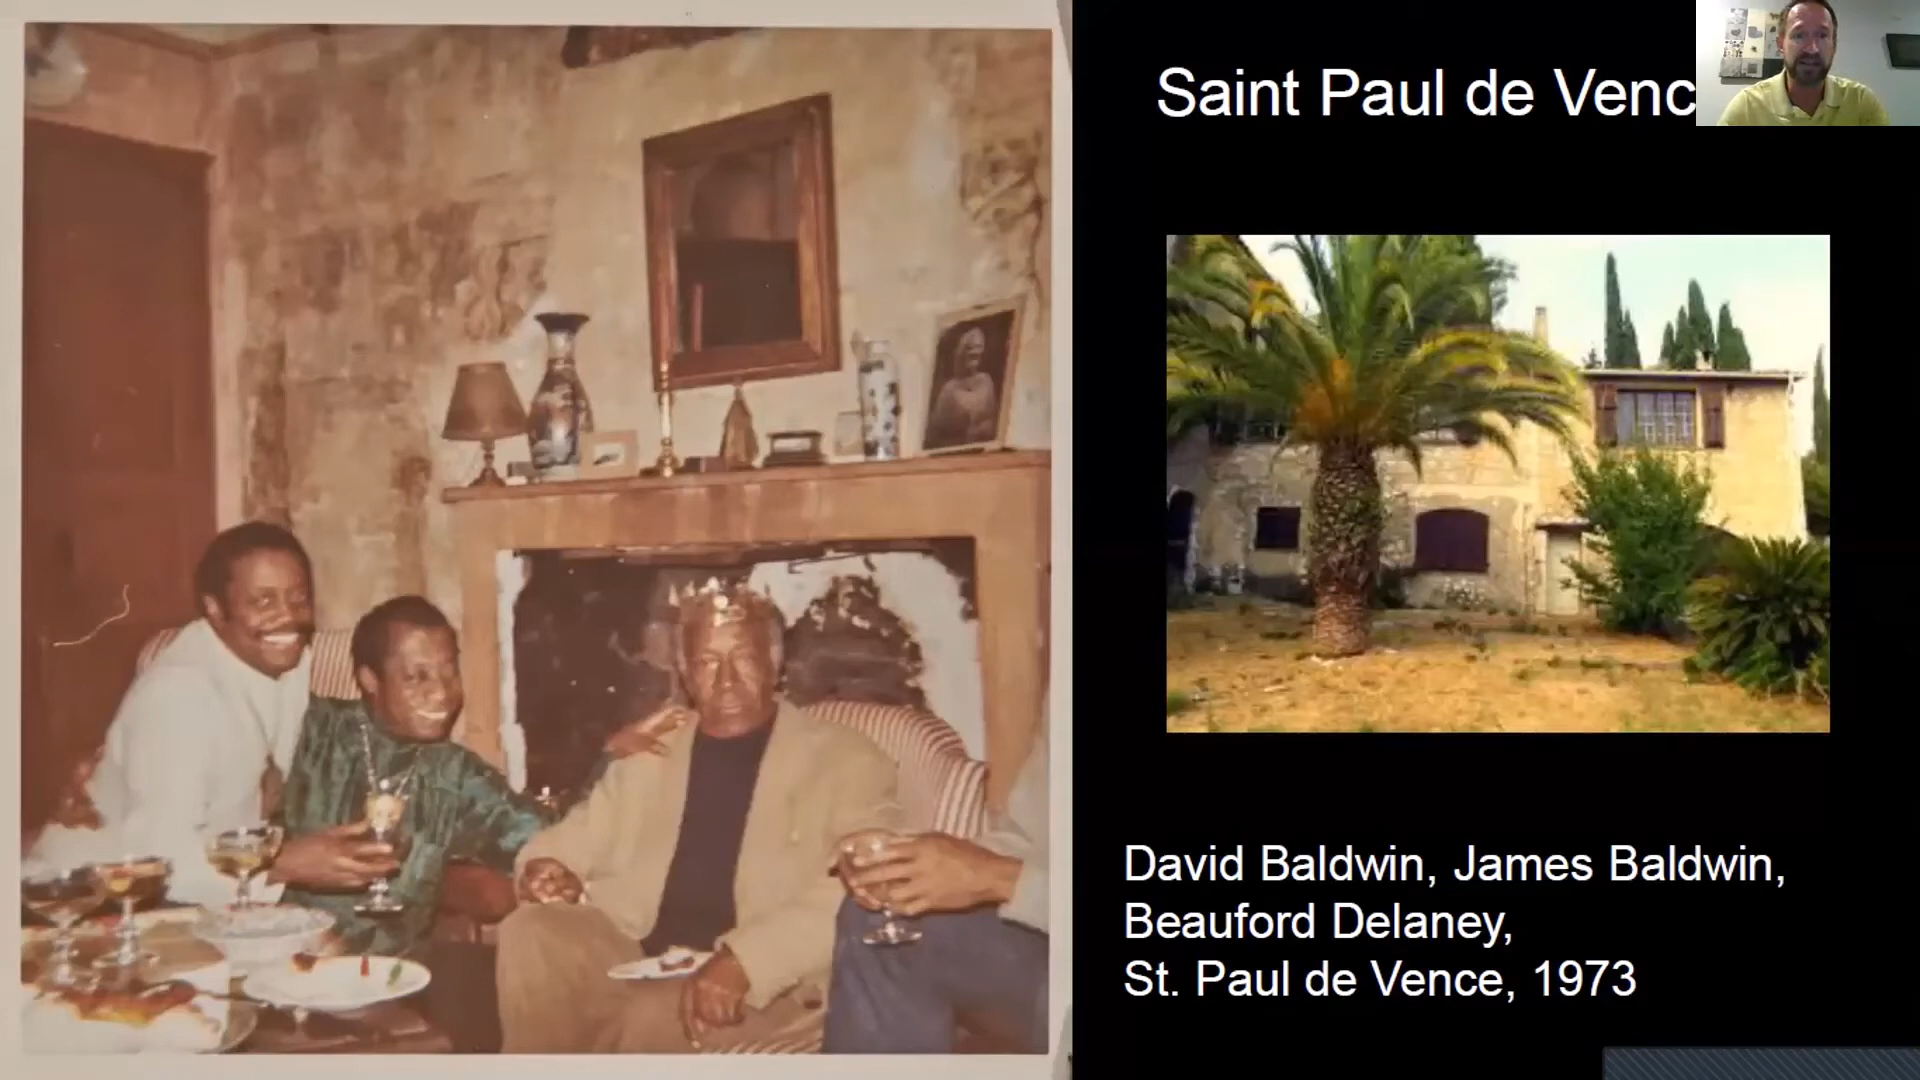 Saint Paul de Venc
David Baldwin, James Baldwin,
Beauford Delaney,
St. Paul de Vence, 1973